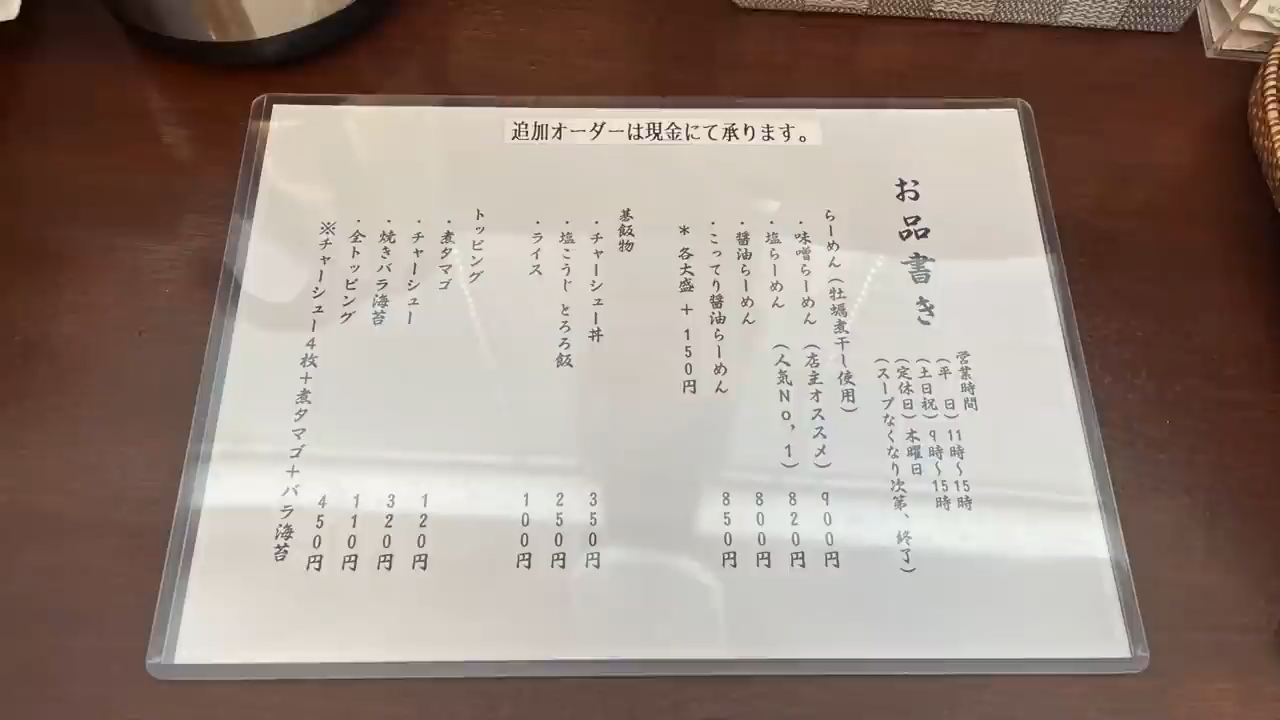 追加オーダーは現金にて承ります。
お品書き
営業時間
(平 日) 11時～15時
(土日祝) 9時～15時
(定休日) 木曜日
(スープなくなり次第、終了)
らーめん(牡蠣煮干し使用)
・味噌らーめん (店主オススメ) 900円
・塩らーめん (人気No,1) 820円
・醤油らーめん 800円
・こってり醤油らーめん 850円
＊各大盛 + 150円
碁飯物
・チャーシュー丼 350円
・塩こうじとろろ飯 250円
・ライス 100円
トッピング
・煮タマゴ 120円
・チャーシュー 320円
・焼きバラ海苔 110円
・全トッピング 450円
※チャーシュー4枚+煮タマゴ+バラ海苔